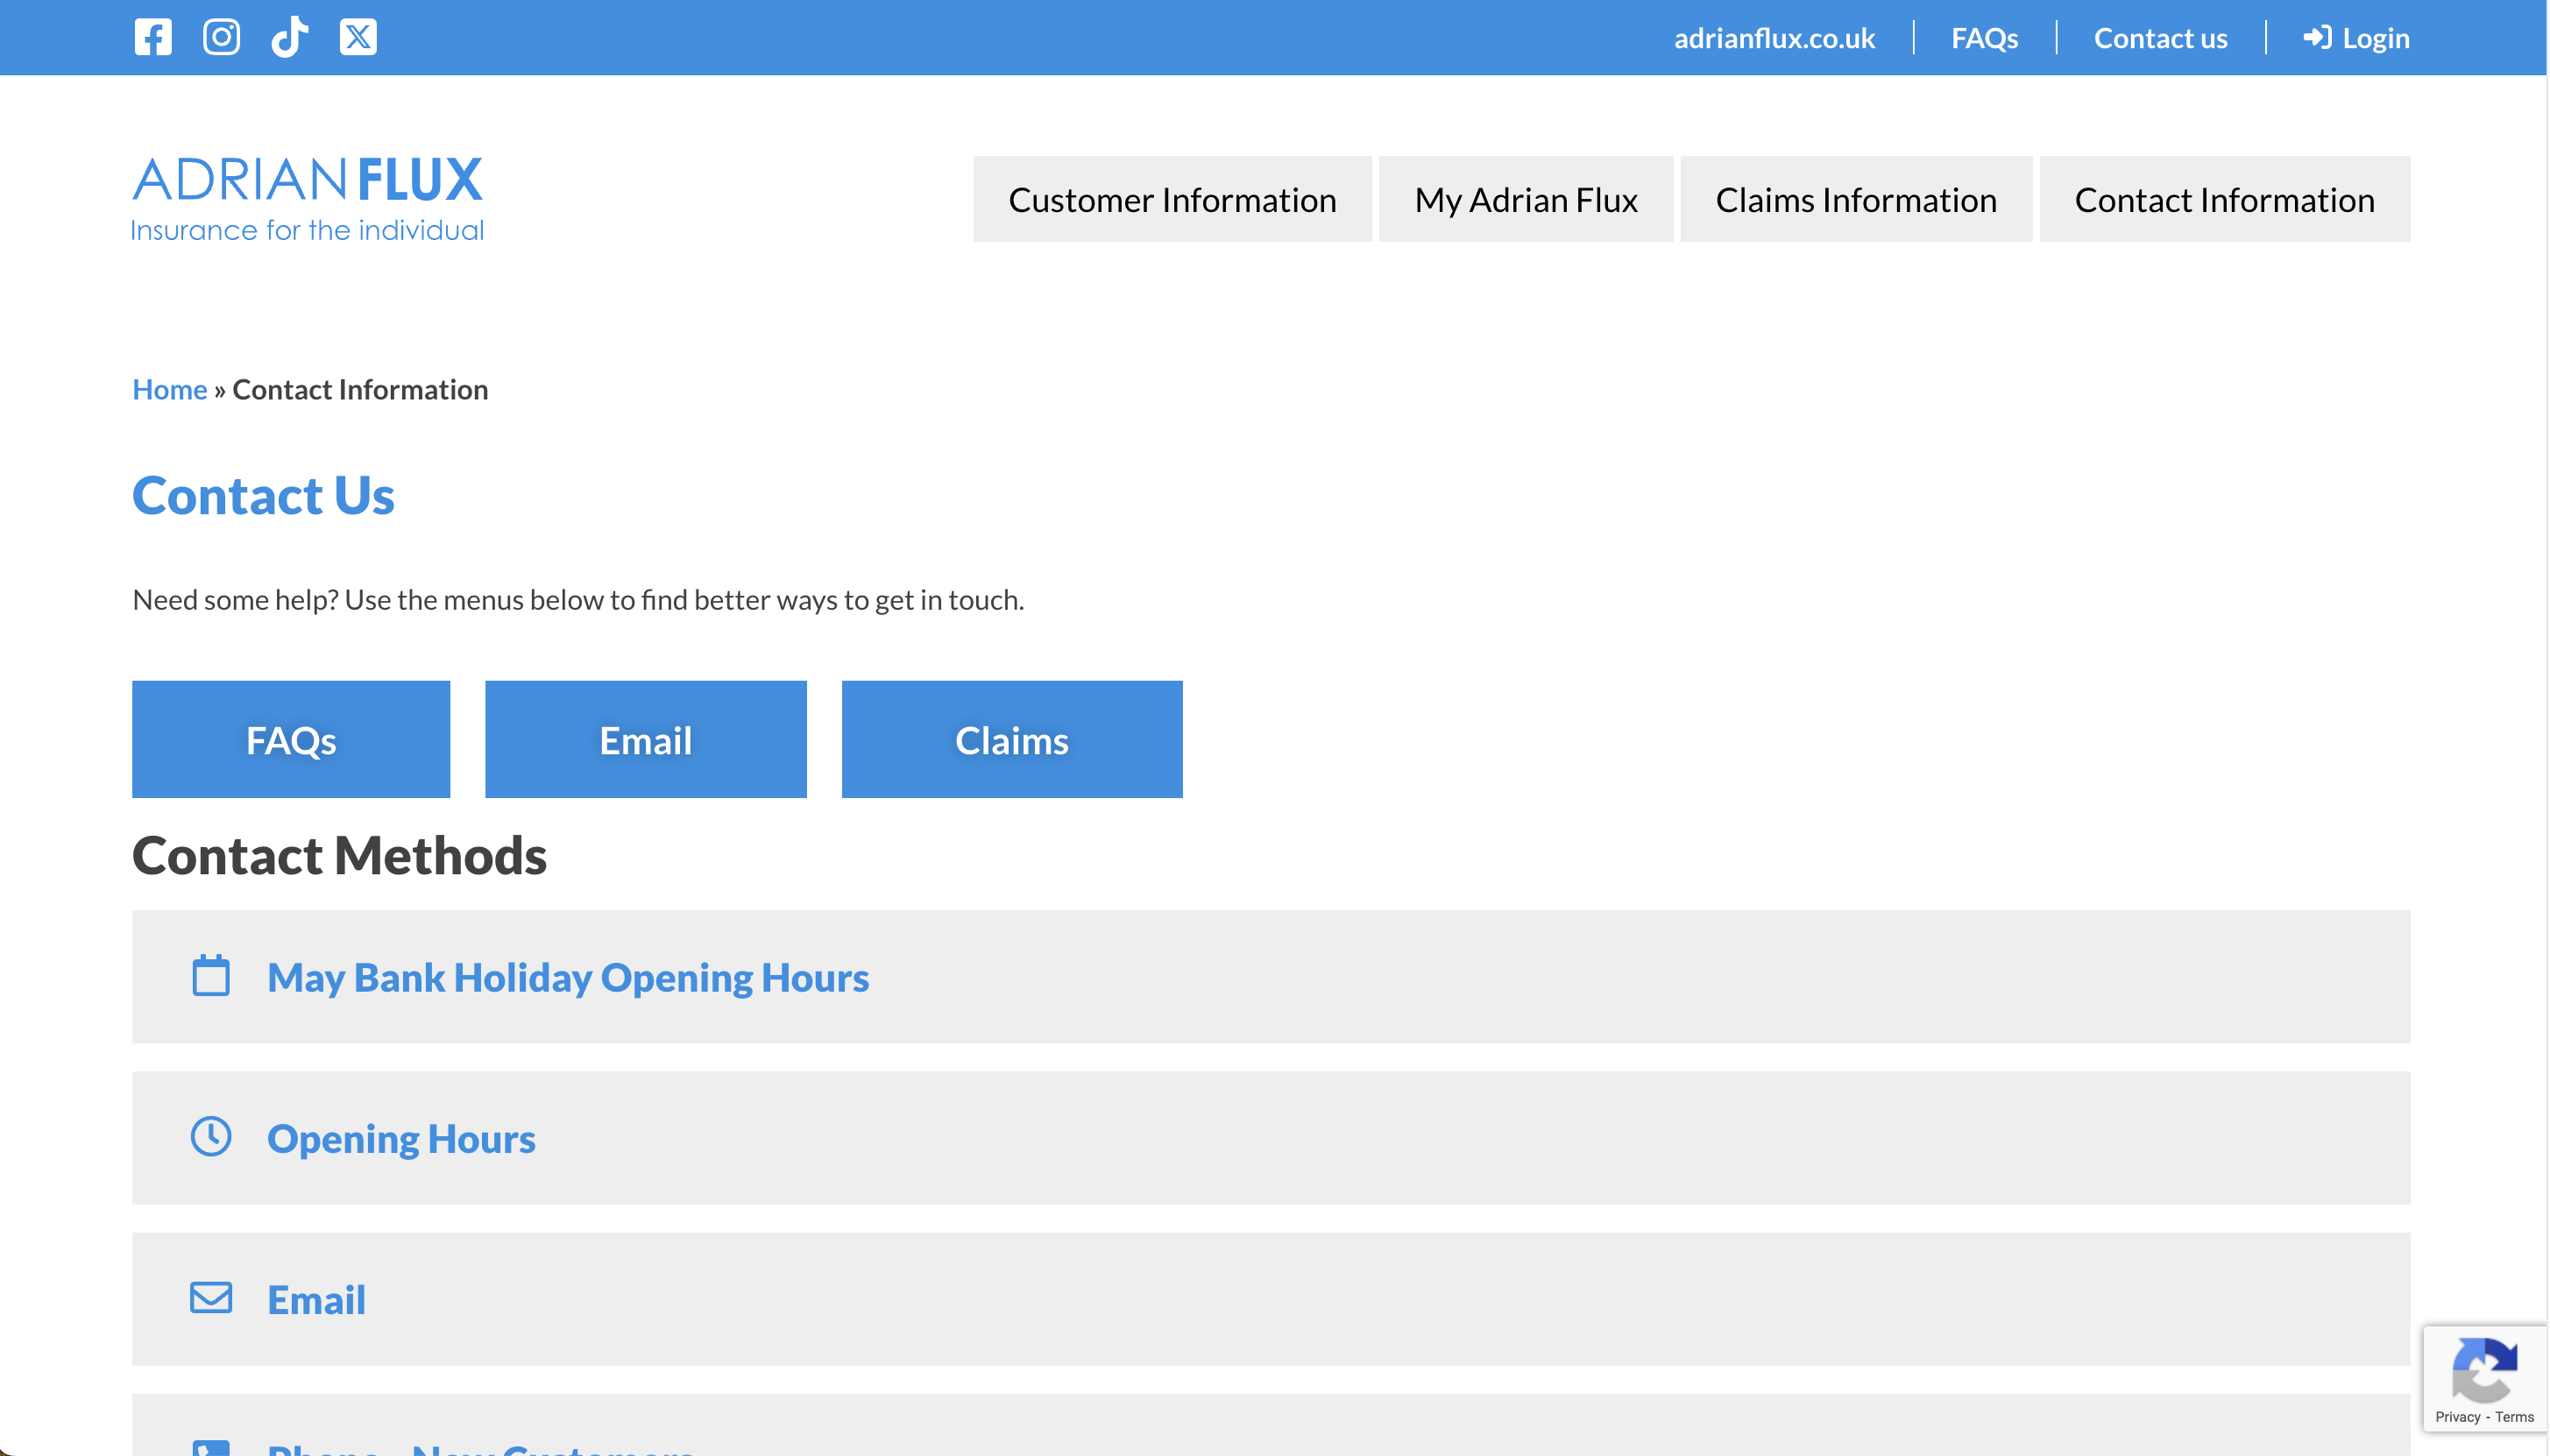 adrianflux.co.uk
FAQs
Contact us
Login
ADRIAN FLUX
Insurance for the individual
Customer Information
My Adrian Flux
Claims Information
Contact Information
Home » Contact Information
Contact Us
Need some help? Use the menus below to find better ways to get in touch.
FAQs
Email
Claims
Contact Methods
May Bank Holiday Opening Hours
Opening Hours
Email
Phone - New Customers
Privacy - Terms